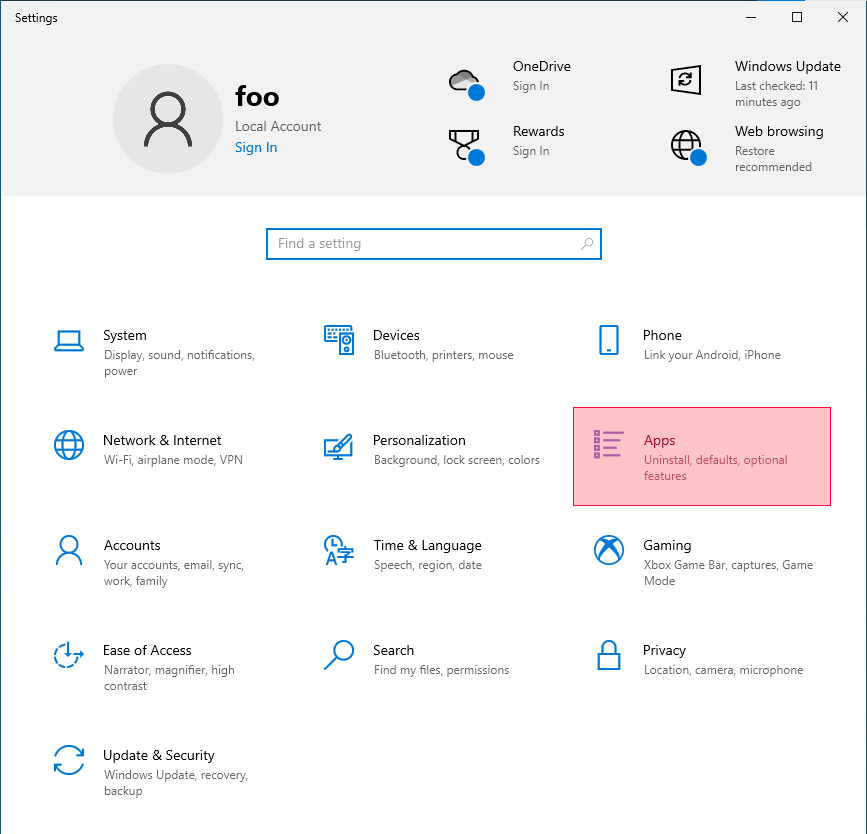 Settings
foo
Local Account
Sign In
OneDrive
Sign In
Rewards
Sign In
Windows Update
Last checked: 11
minutes ago
Web browsing
Restore
recommended
Find a setting
System
Display, sound, notifications,
power
Devices
Bluetooth, printers, mouse
Phone
Link your Android, iPhone
Network & Internet
Wi-Fi, airplane mode, VPN
Personalization
Background, lock screen, colors
Apps
Uninstall, defaults, optional
features
Accounts
Your accounts, email, sync,
work, family
Time & Language
Speech, region, date
Gaming
Xbox Game Bar, captures, Game
Mode
Ease of Access
Narrator, magnifier, high
contrast
Search
Find my files, permissions
Privacy
Location, camera, microphone
Update & Security
Windows Update, recovery,
backup